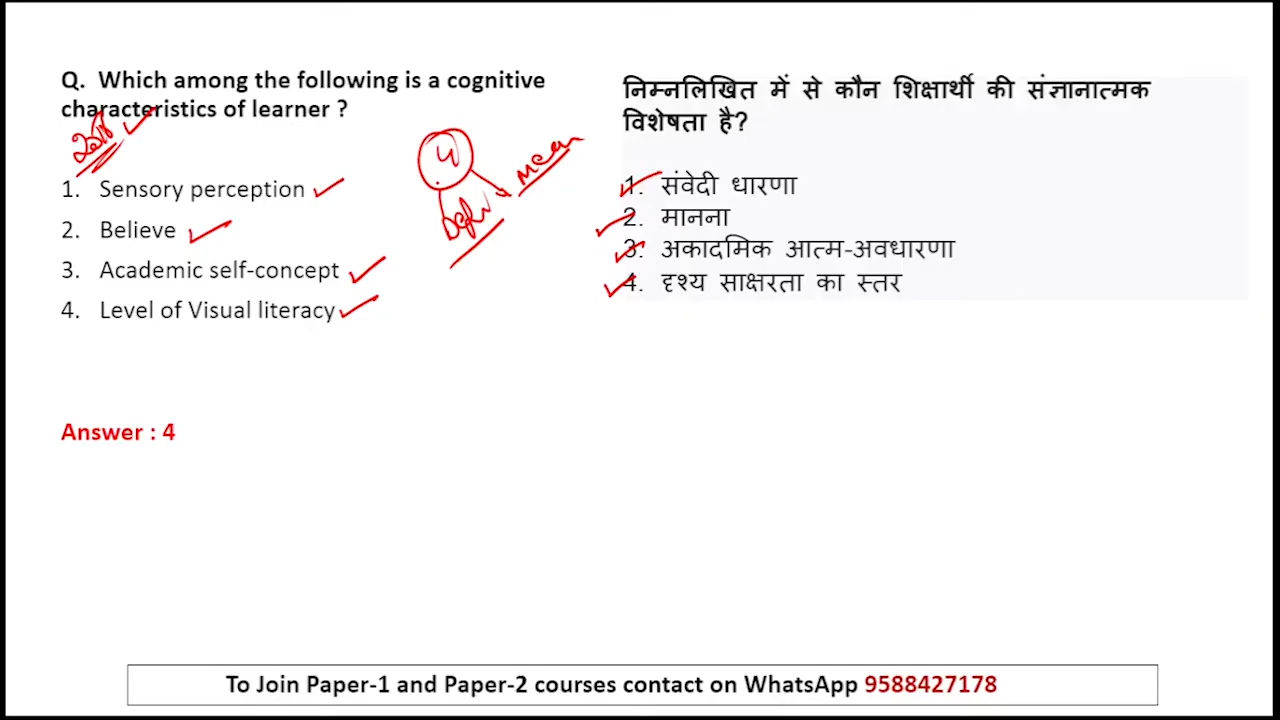 Q. Which among the following is a cognitive
characteristics of learner ?
1. Sensory perception
2. Believe
3. Academic self-concept
4. Level of Visual literacy
Answer : 4
4
निम्नलिखित में से कौन शिक्षार्थी की संज्ञानात्मक
विशेषता है?
1. संवेदी धारणा
2. मानना
3. अकादमिक आत्म-अवधारणा
4. दृश्य साक्षरता का स्तर
To Join Paper-1 and Paper-2 courses contact on WhatsApp 9588427178